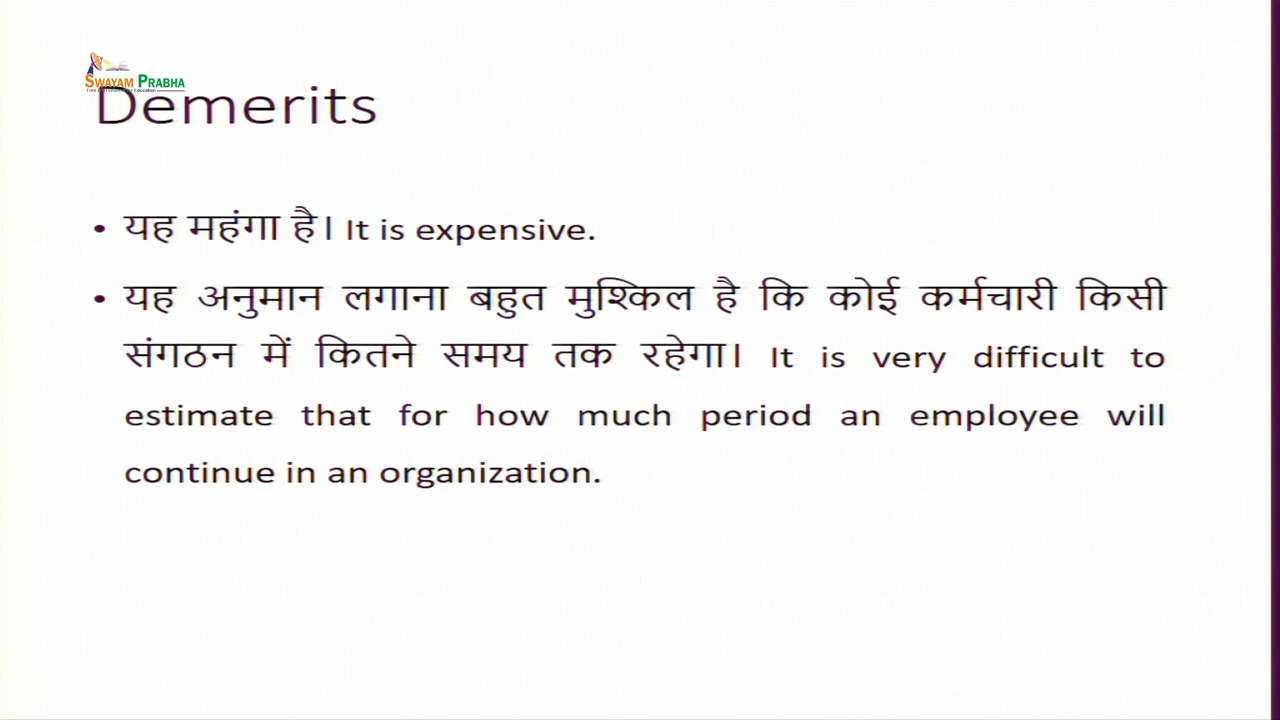 SWAYAM PRABHA
Demerits
• यह महंगा है। It is expensive.
• यह अनुमान लगाना बहुत मुश्किल है कि कोई कर्मचारी किसी
संगठन में कितने समय तक रहेगा। It is very difficult to
estimate that for how much period an employee will
continue in an organization.